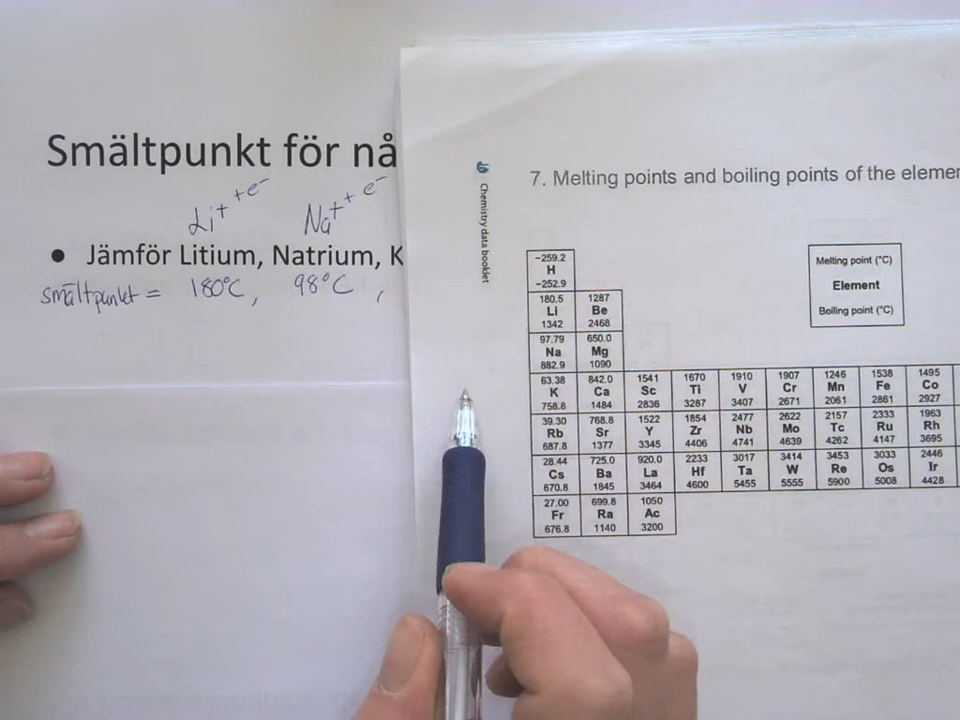 Smältpunkt för nå
Li⁺ + e⁻ Na⁺ + e⁻
● Jämför Litium, Natrium, K
smältpunkt = 180°C, 98°C,
Chemistry data booklet
7. Melting points and boiling points of the elemen
Melting point (°C)
Element
Boiling point (°C)
−259.2
H
−252.9
180.5 1287
Li Be
1342 2468
97.79 650.0
Na Mg
882.9 1090
63.38 842.0 1541 1670 1910 1907 1246 1538 1495
K Ca Sc Ti V Cr Mn Fe Co
758.8 1484 2836 3287 3407 2671 2061 2861 2927
39.30 768.8 1522 1854 2477 2622 2157 2333 1963
Rb Sr Y Zr Nb Mo Tc Ru Rh
687.8 1377 3345 4406 4741 4639 4262 4147 3695
28.44 725.0 920.0 2233 3017 3414 3453 3033 2446
Cs Ba La Hf Ta W Re Os Ir
670.8 1845 3464 4600 5455 5555 5900 5008 4428
27.00 699.8 1050
Fr Ra Ac
676.8 1140 3200